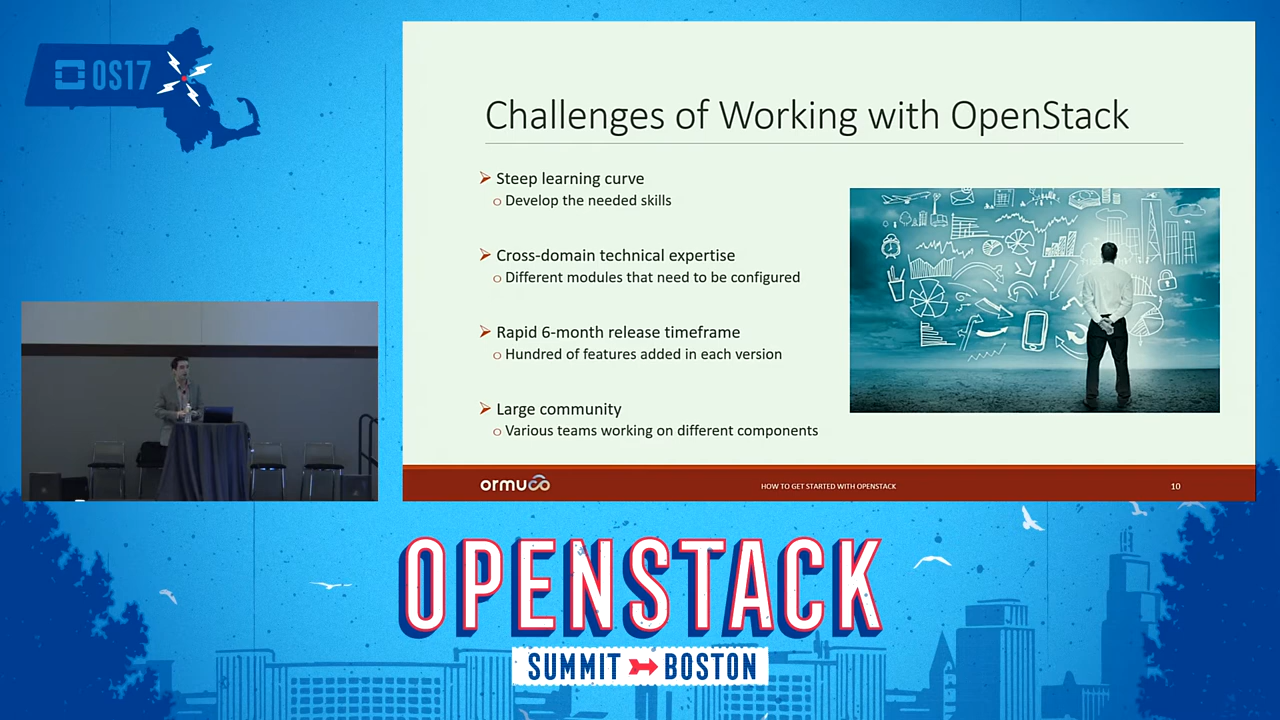 OS17
Challenges of Working with OpenStack
Steep learning curve
Develop the needed skills
Cross-domain technical expertise
Different modules that need to be configured
Rapid 6-month release timeframe
Hundred of features added in each version
Large community
Various teams working on different components
ormuco
HOW TO GET STARTED WITH OPENSTACK
10
OPENSTACK
SUMMIT BOSTON